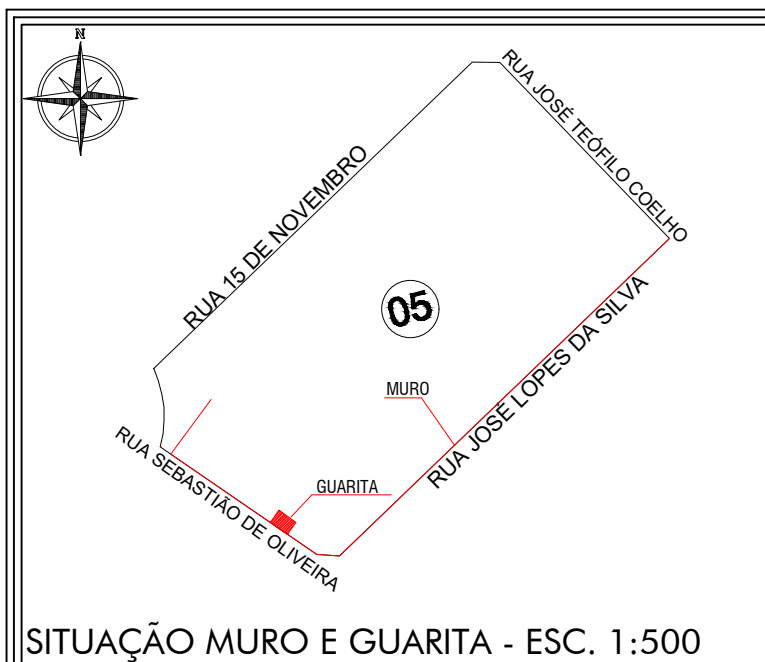 N
RUA JOSÉ TEÓFILO COELHO
RUA 15 DE NOVEMBRO
05
RUA JOSÉ LOPES DA SILVA
MURO
RUA SEBASTIÃO DE OLIVEIRA
GUARITA
SITUAÇÃO MURO E GUARITA - ESC. 1:500